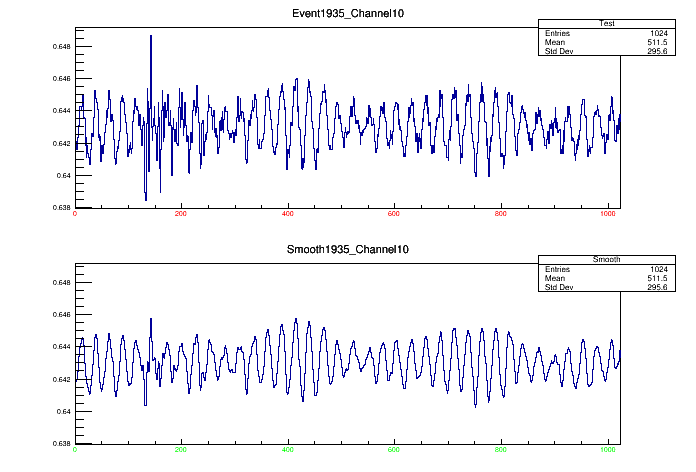 Event1935_Channel10
Test
Entries 1024
Mean 511.5
Std Dev 295.6
0.648
0.646
0.644
0.642
0.64
0.638
0 200 400 600 800 1000
Smooth1935_Channel10
Smooth
Entries 1024
Mean 511.5
Std Dev 295.6
0.648
0.646
0.644
0.642
0.64
0.638
0 200 400 600 800 1000